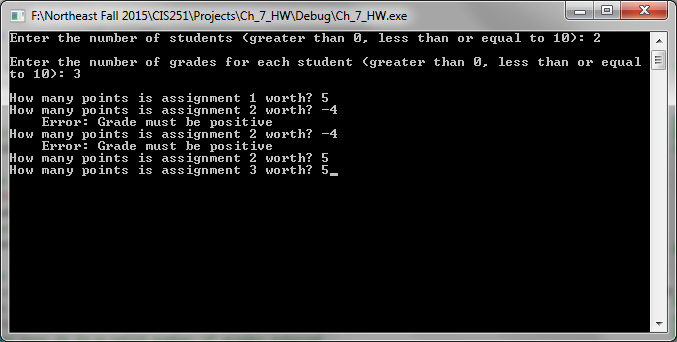 F:\Northeast Fall 2015\CIS251\Projects\Ch_7_HW\Debug\Ch_7_HW.exe
Enter the number of students (greater than 0, less than or equal to 10): 2
Enter the number of grades for each student (greater than 0, less than or equal
to 10): 3
How many points is assignment 1 worth? 5
How many points is assignment 2 worth? -4
Error: Grade must be positive
How many points is assignment 2 worth? -4
Error: Grade must be positive
How many points is assignment 2 worth? 5
How many points is assignment 3 worth? 5_